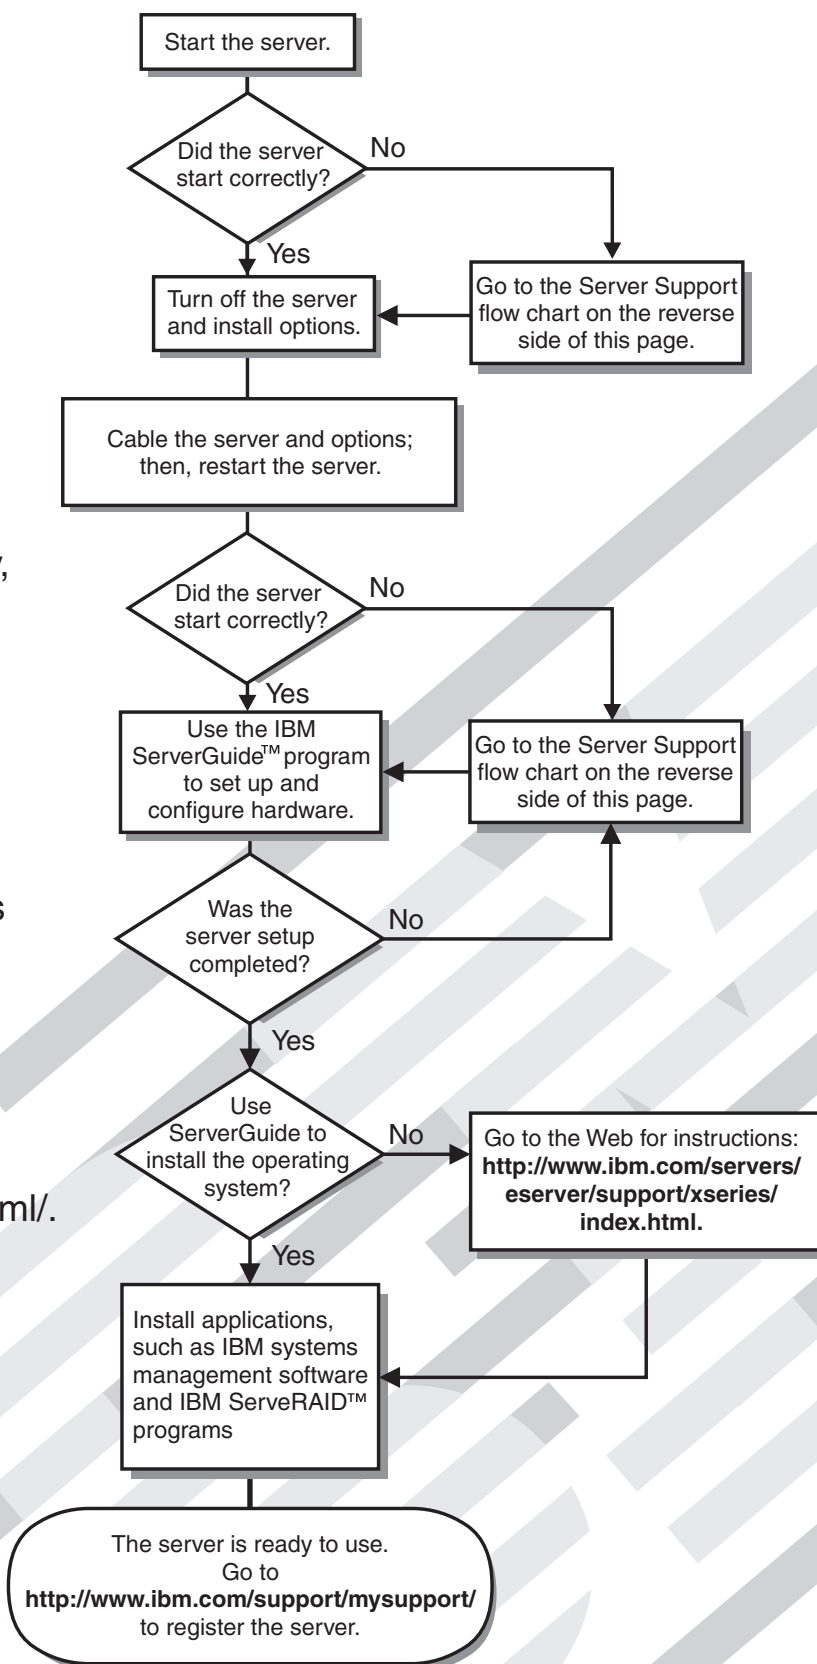 Start the server.
Did the server
start correctly?
No
Yes
Turn off the server
and install options.
Go to the Server Support
flow chart on the reverse
side of this page.
Cable the server and options;
then, restart the server.
,
Did the server
start correctly?
No
Yes
Use the IBM
ServerGuide™ program
to set up and
configure hardware.
Go to the Server Support
flow chart on the reverse
side of this page.
s
Was the
server setup
completed?
No
Yes
Use
ServerGuide to
install the operating
system?
No
Go to the Web for instructions:
http://www.ibm.com/servers/
eserver/support/xseries/
index.html.
ml/.
Yes
Install applications,
such as IBM systems
management software
and IBM ServeRAID™
programs
The server is ready to use.
Go to
http://www.ibm.com/support/mysupport/
to register the server.